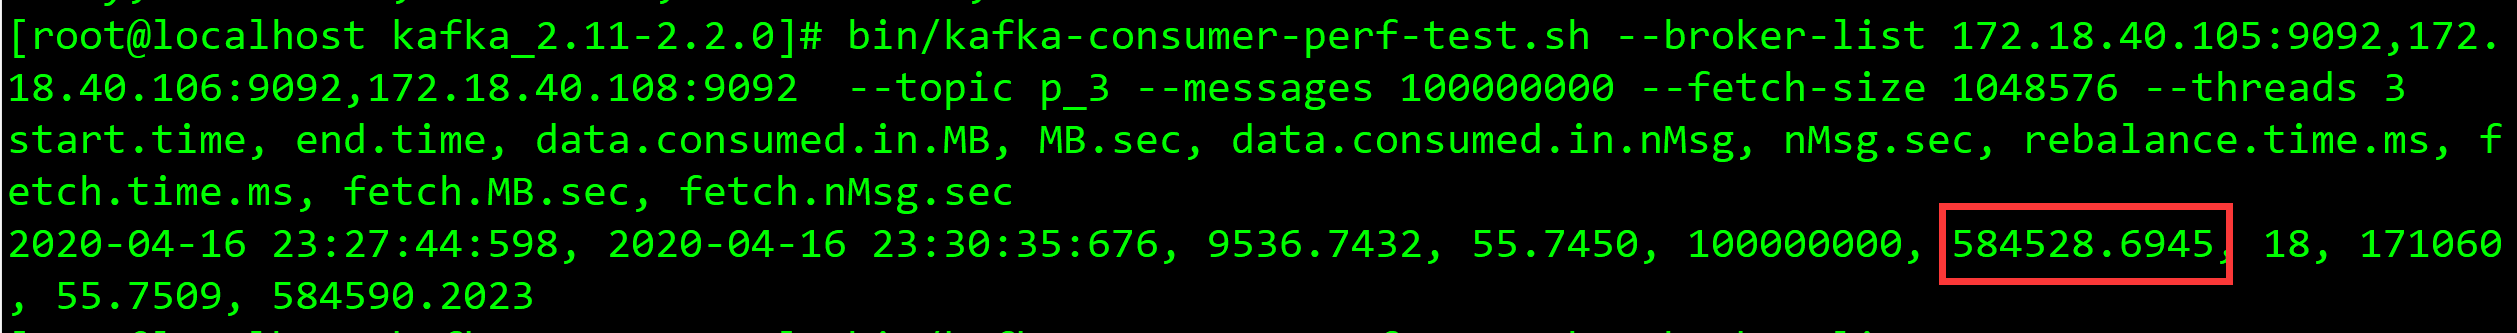 [root@localhost kafka_2.11-2.2.0]# bin/kafka-consumer-perf-test.sh --broker-list 172.18.40.105:9092,172.
18.40.106:9092,172.18.40.108:9092  --topic p_3 --messages 100000000 --fetch-size 1048576 --threads 3
start.time, end.time, data.consumed.in.MB, MB.sec, data.consumed.in.nMsg, nMsg.sec, rebalance.time.ms, f
etch.time.ms, fetch.MB.sec, fetch.nMsg.sec
2020-04-16 23:27:44:598, 2020-04-16 23:30:35:676, 9536.7432, 55.7450, 100000000, 584528.6945, 18, 171060
, 55.7509, 584590.2023